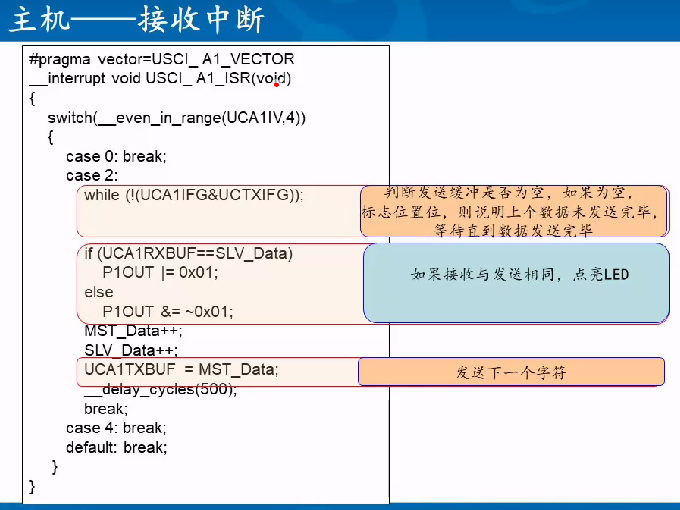 主机——接收中断
#pragma vector=USCI_ A1_VECTOR
__interrupt void USCI_ A1_ISR(void)
{
switch(__even_in_range(UCA1IV,4))
{
case 0: break;
case 2:
while (!(UCA1IFG&UCTXIFG));
判断发送缓冲是否为空，如果为空，
标志位置位，则说明上个数据未发送完毕，
等待直到数据发送完毕
if (UCA1RXBUF==SLV_Data)
P1OUT |= 0x01;
else
P1OUT &= ~0x01;
如果接收与发送相同，点亮LED
MST_Data++;
SLV_Data++;
UCA1TXBUF = MST_Data;
发送下一个字符
__delay_cycles(500);
break;
case 4: break;
default: break;
}
}